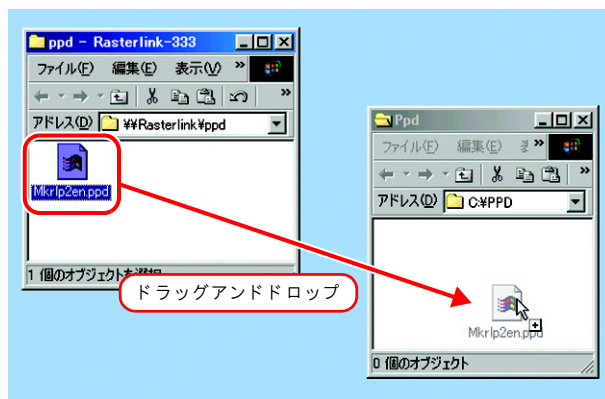 ppd - Rasterlink-333
ファイル(F) 編集(E) 表示(V) »
»
アドレス(D) ¥¥Rasterlink¥ppd
Mkrlp2en.ppd
1 個のオブジェクトを選択
ドラッグアンドドロップ
Ppd
ファイル(F) 編集(E) »
»
アドレス(D) C:¥PPD
Mkrlp2en.ppd
0 個のオブジェクト